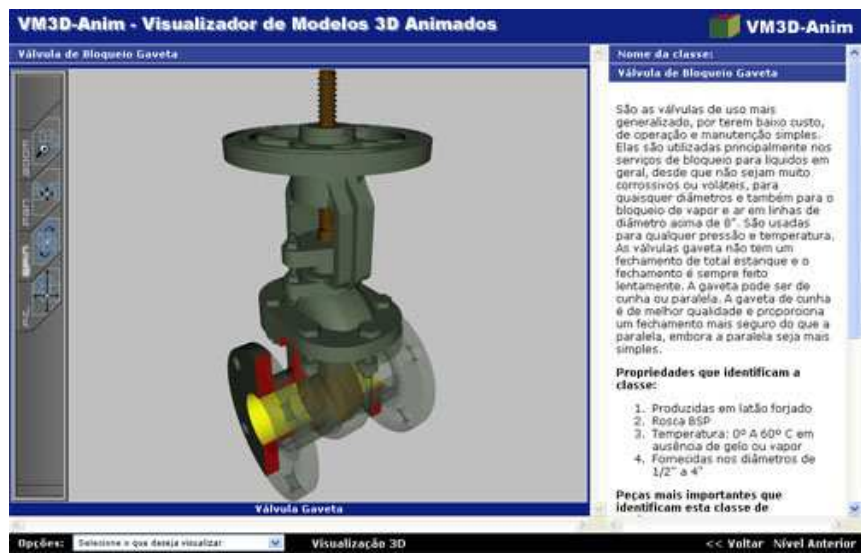 VM3D-Anim - Visualizador de Modelos 3D Animados
VM3D-Anim
Válvula de Bloqueio Gaveta
ZOOM
PAN
SPIN
Válvula Gaveta
Nome da classe:
Válvula de Bloqueio Gaveta
São as válvulas de uso mais
generalizado, por terem baixo custo,
de operação e manutenção simples.
Elas são utilizadas principalmente nos
serviços de bloqueio para líquidos em
geral, desde que não sejam muito
corrossivos ou voláteis, para
quaisquer diâmetros e também para o
bloqueio de vapor e ar em linhas de
diâmetro acima de 8". São usadas
para qualquer pressão e temperatura.
As válvulas gaveta não tem um
fechamento de total estanque e o
fechamento é sempre feito
lentamente. A gaveta pode ser de
cunha ou paralela. A gaveta de cunha
é de melhor qualidade e proporciona
um fechamento mais seguro do que a
paralela, embora a paralela seja mais
simples.
Propriedades que identificam a
classe:
1. Produzidas em latão forjado
2. Rosca BSP
3. Temperatura: 0º A 60º C em
ausência de gelo ou vapor
4. Fornecidas nos diâmetros de
1/2" a 4"
Peças mais importantes que
identificam esta classe de
Opções: Selecione o que deseja visualizar Visualização 3D << Voltar Nível Anterior